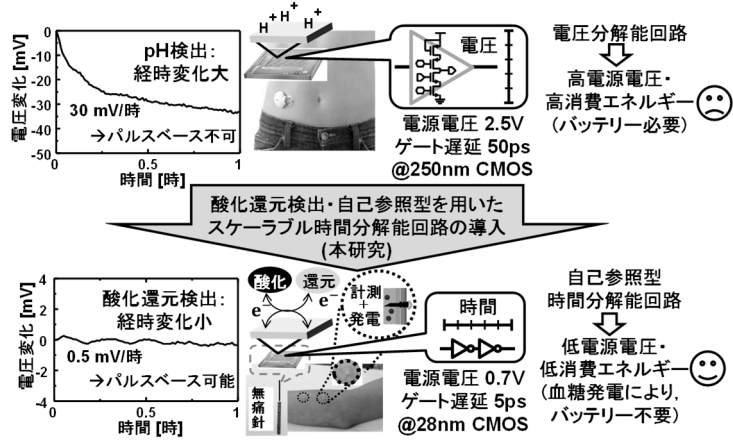 電圧変化 [mV]
0
-10
-20
-30
-40
-50
pH検出：
経時変化大
30 mV/時
→パルスベース不可
0
0.5
1
時間 [時]
H+
H+
H+
H+
電圧
電源電圧 2.5V
ゲート遅延 50ps
@250nm CMOS
電圧分解能回路
高電源電圧・
高消費エネルギー
(バッテリー必要)
酸化還元検出・自己参照型を用いた
スケーラブル時間分解能回路の導入
(本研究)
電圧変化 [mV]
4
2
0
-2
-4
酸化還元検出：
経時変化小
0.5 mV/時
→パルスベース可能
0
0.5
1
時間 [時]
酸化
還元
e-
e-
計測
+
発電
無痛針
時間
電源電圧 0.7V
ゲート遅延 5ps
@28nm CMOS
自己参照型
時間分解能回路
低電源電圧・
低消費エネルギー
(血糖発電により,
バッテリー不要)